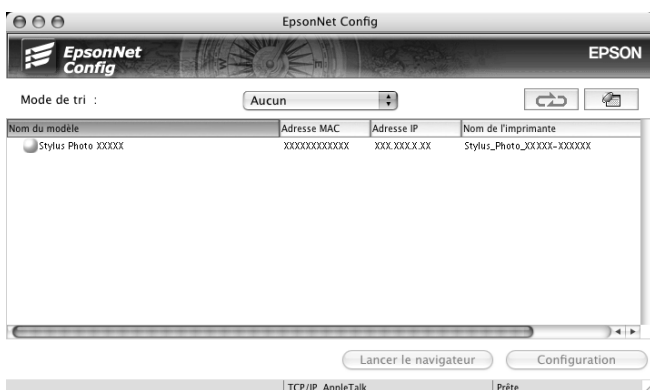 EpsonNet Config
EpsonNet
Config
EPSON
Mode de tri :
Aucun
Nom du modèle Adresse MAC Adresse IP Nom de l'imprimante
Stylus Photo XXXXX XXXXXXXXXXXX XXX.XXX.X.XX Stylus_Photo_XXXXX-XXXXXX
Lancer le navigateur Configuration
TCP/IP AppleTalk Prête